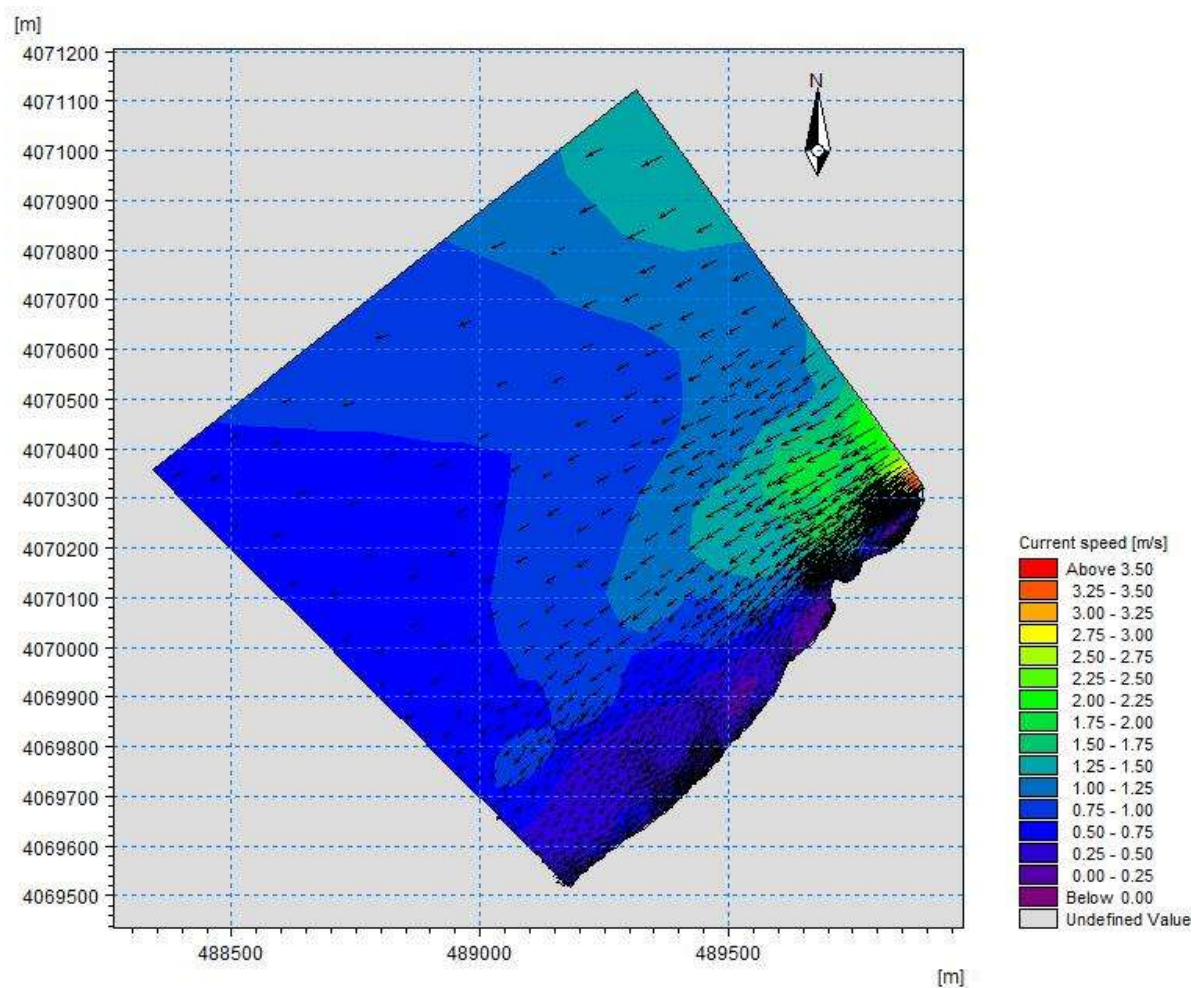 [m]
4071200
4071100
4071000
4070900
4070800
4070700
4070600
4070500
4070400
4070300
4070200
4070100
4070000
4069900
4069800
4069700
4069600
4069500
N
488500 489000 489500
[m]
Current speed [m/s]
Above 3.50
3.25 - 3.50
3.00 - 3.25
2.75 - 3.00
2.50 - 2.75
2.25 - 2.50
2.00 - 2.25
1.75 - 2.00
1.50 - 1.75
1.25 - 1.50
1.00 - 1.25
0.75 - 1.00
0.50 - 0.75
0.25 - 0.50
0.00 - 0.25
Below 0.00
Undefined Value